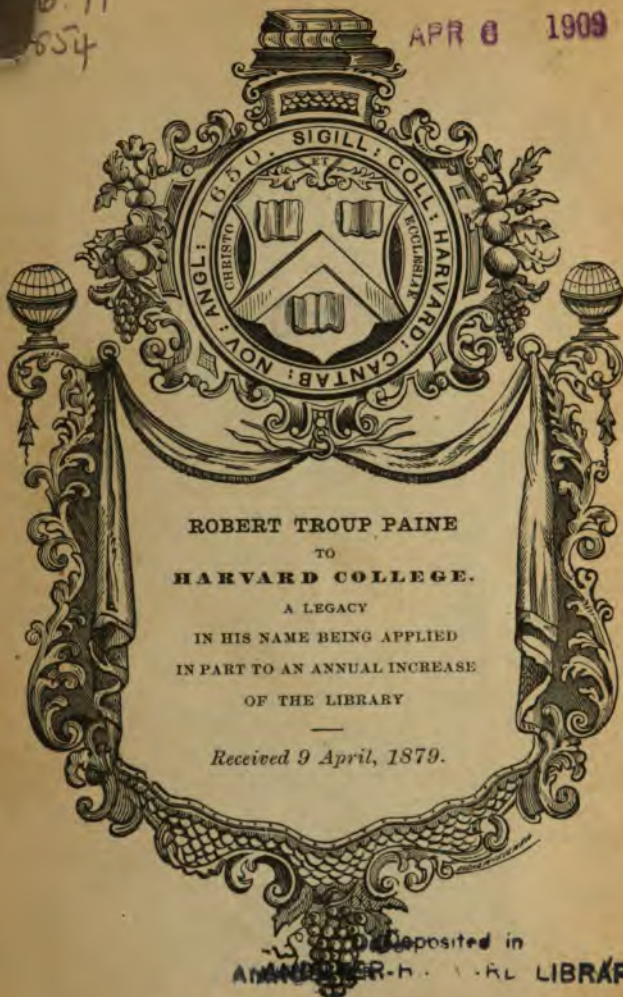 854
APR 6 1909
SIGILL: COLL: HARVARD: CANTAB: NOV: ANGL: 1650.
ET
CHRISTO
ECCLESIAE
ROBERT TROUP PAINE
TO
HARVARD COLLEGE.
A LEGACY
IN HIS NAME BEING APPLIED
IN PART TO AN ANNUAL INCREASE
OF THE LIBRARY
Received 9 April, 1879.
Deposited in
LIBRAR